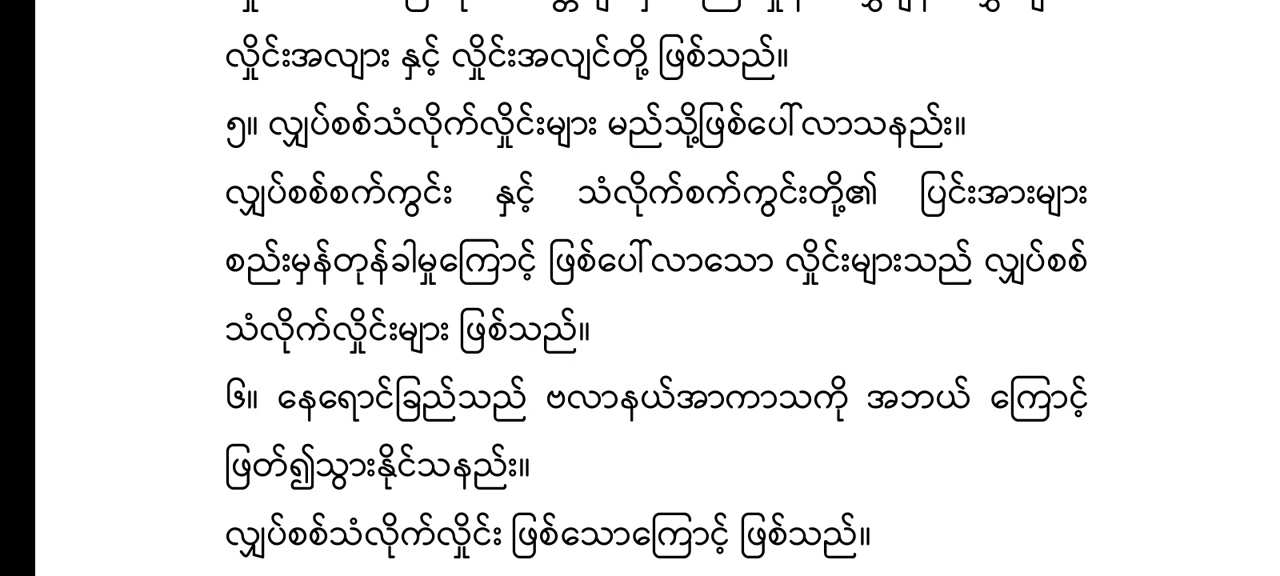 လှိုင်းအလျား နှင့် လှိုင်းအလျင်တို့ ဖြစ်သည်။
၅။ လျှပ်စစ်သံလိုက်လှိုင်းများ မည်သို့ဖြစ်ပေါ်လာသနည်း။
လျှပ်စစ်စက်ကွင်း နှင့် သံလိုက်စက်ကွင်းတို့၏ ပြင်းအားများ
စည်းမှန်တုန်ခါမှုကြောင့် ဖြစ်ပေါ်လာသော လှိုင်းများသည် လျှပ်စစ်
သံလိုက်လှိုင်းများ ဖြစ်သည်။
၆။ နေရောင်ခြည်သည် ဗလာနယ်အာကာသကို အဘယ် ကြောင့်
ဖြတ်၍သွားနိုင်သနည်း။
လျှပ်စစ်သံလိုက်လှိုင်း ဖြစ်သောကြောင့် ဖြစ်သည်။